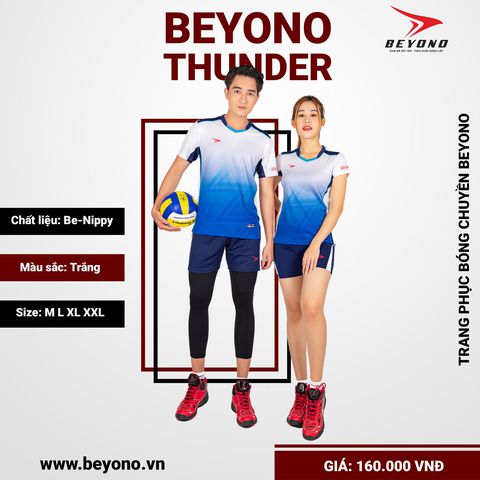 BEYONO
THUNDER
BEYONO
Chất liệu: Be-Nippy
Màu sắc: Trắng
Size: M L XL XXL
TRANG PHỤC BÓNG CHUYỀN BEYONO
www.beyono.vn
GIÁ: 160.000 VNĐ